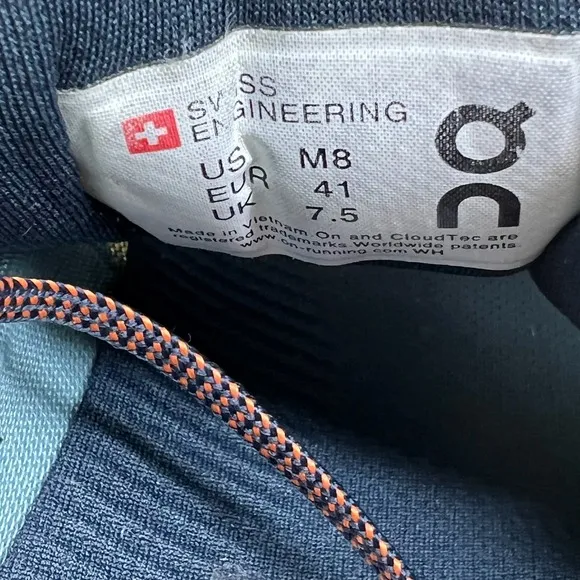 SWISS
ENGINEERING
US M8
EUR 41
UK 7.5
Made in Vietnam On and CloudTec are
registered trademarks Worldwide patents.
www.on-running.com WH
On